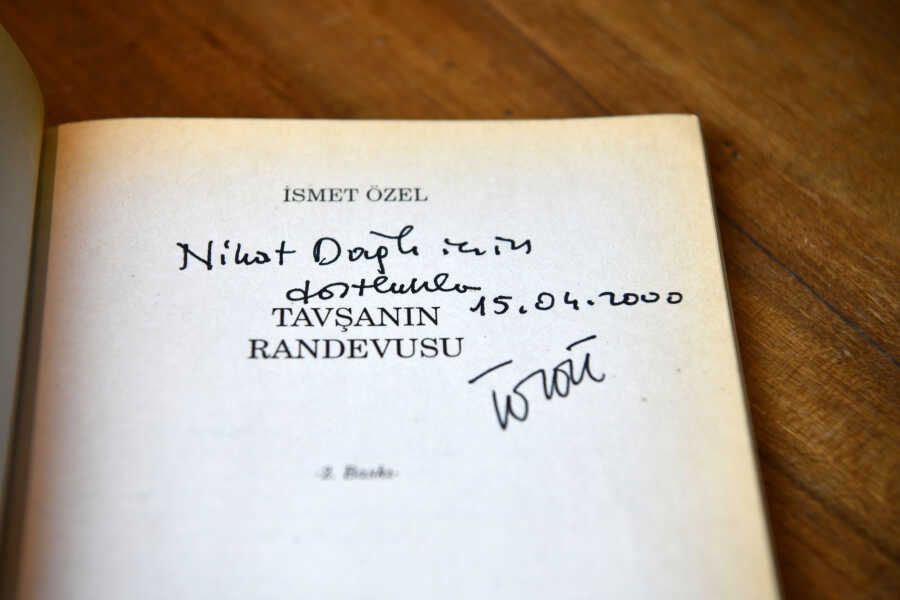 İSMET ÖZEL
Nihat Dağlı için
dostlukla
15.04.2000
TAVŞANIN
RANDEVUSU
-2. Baskı-